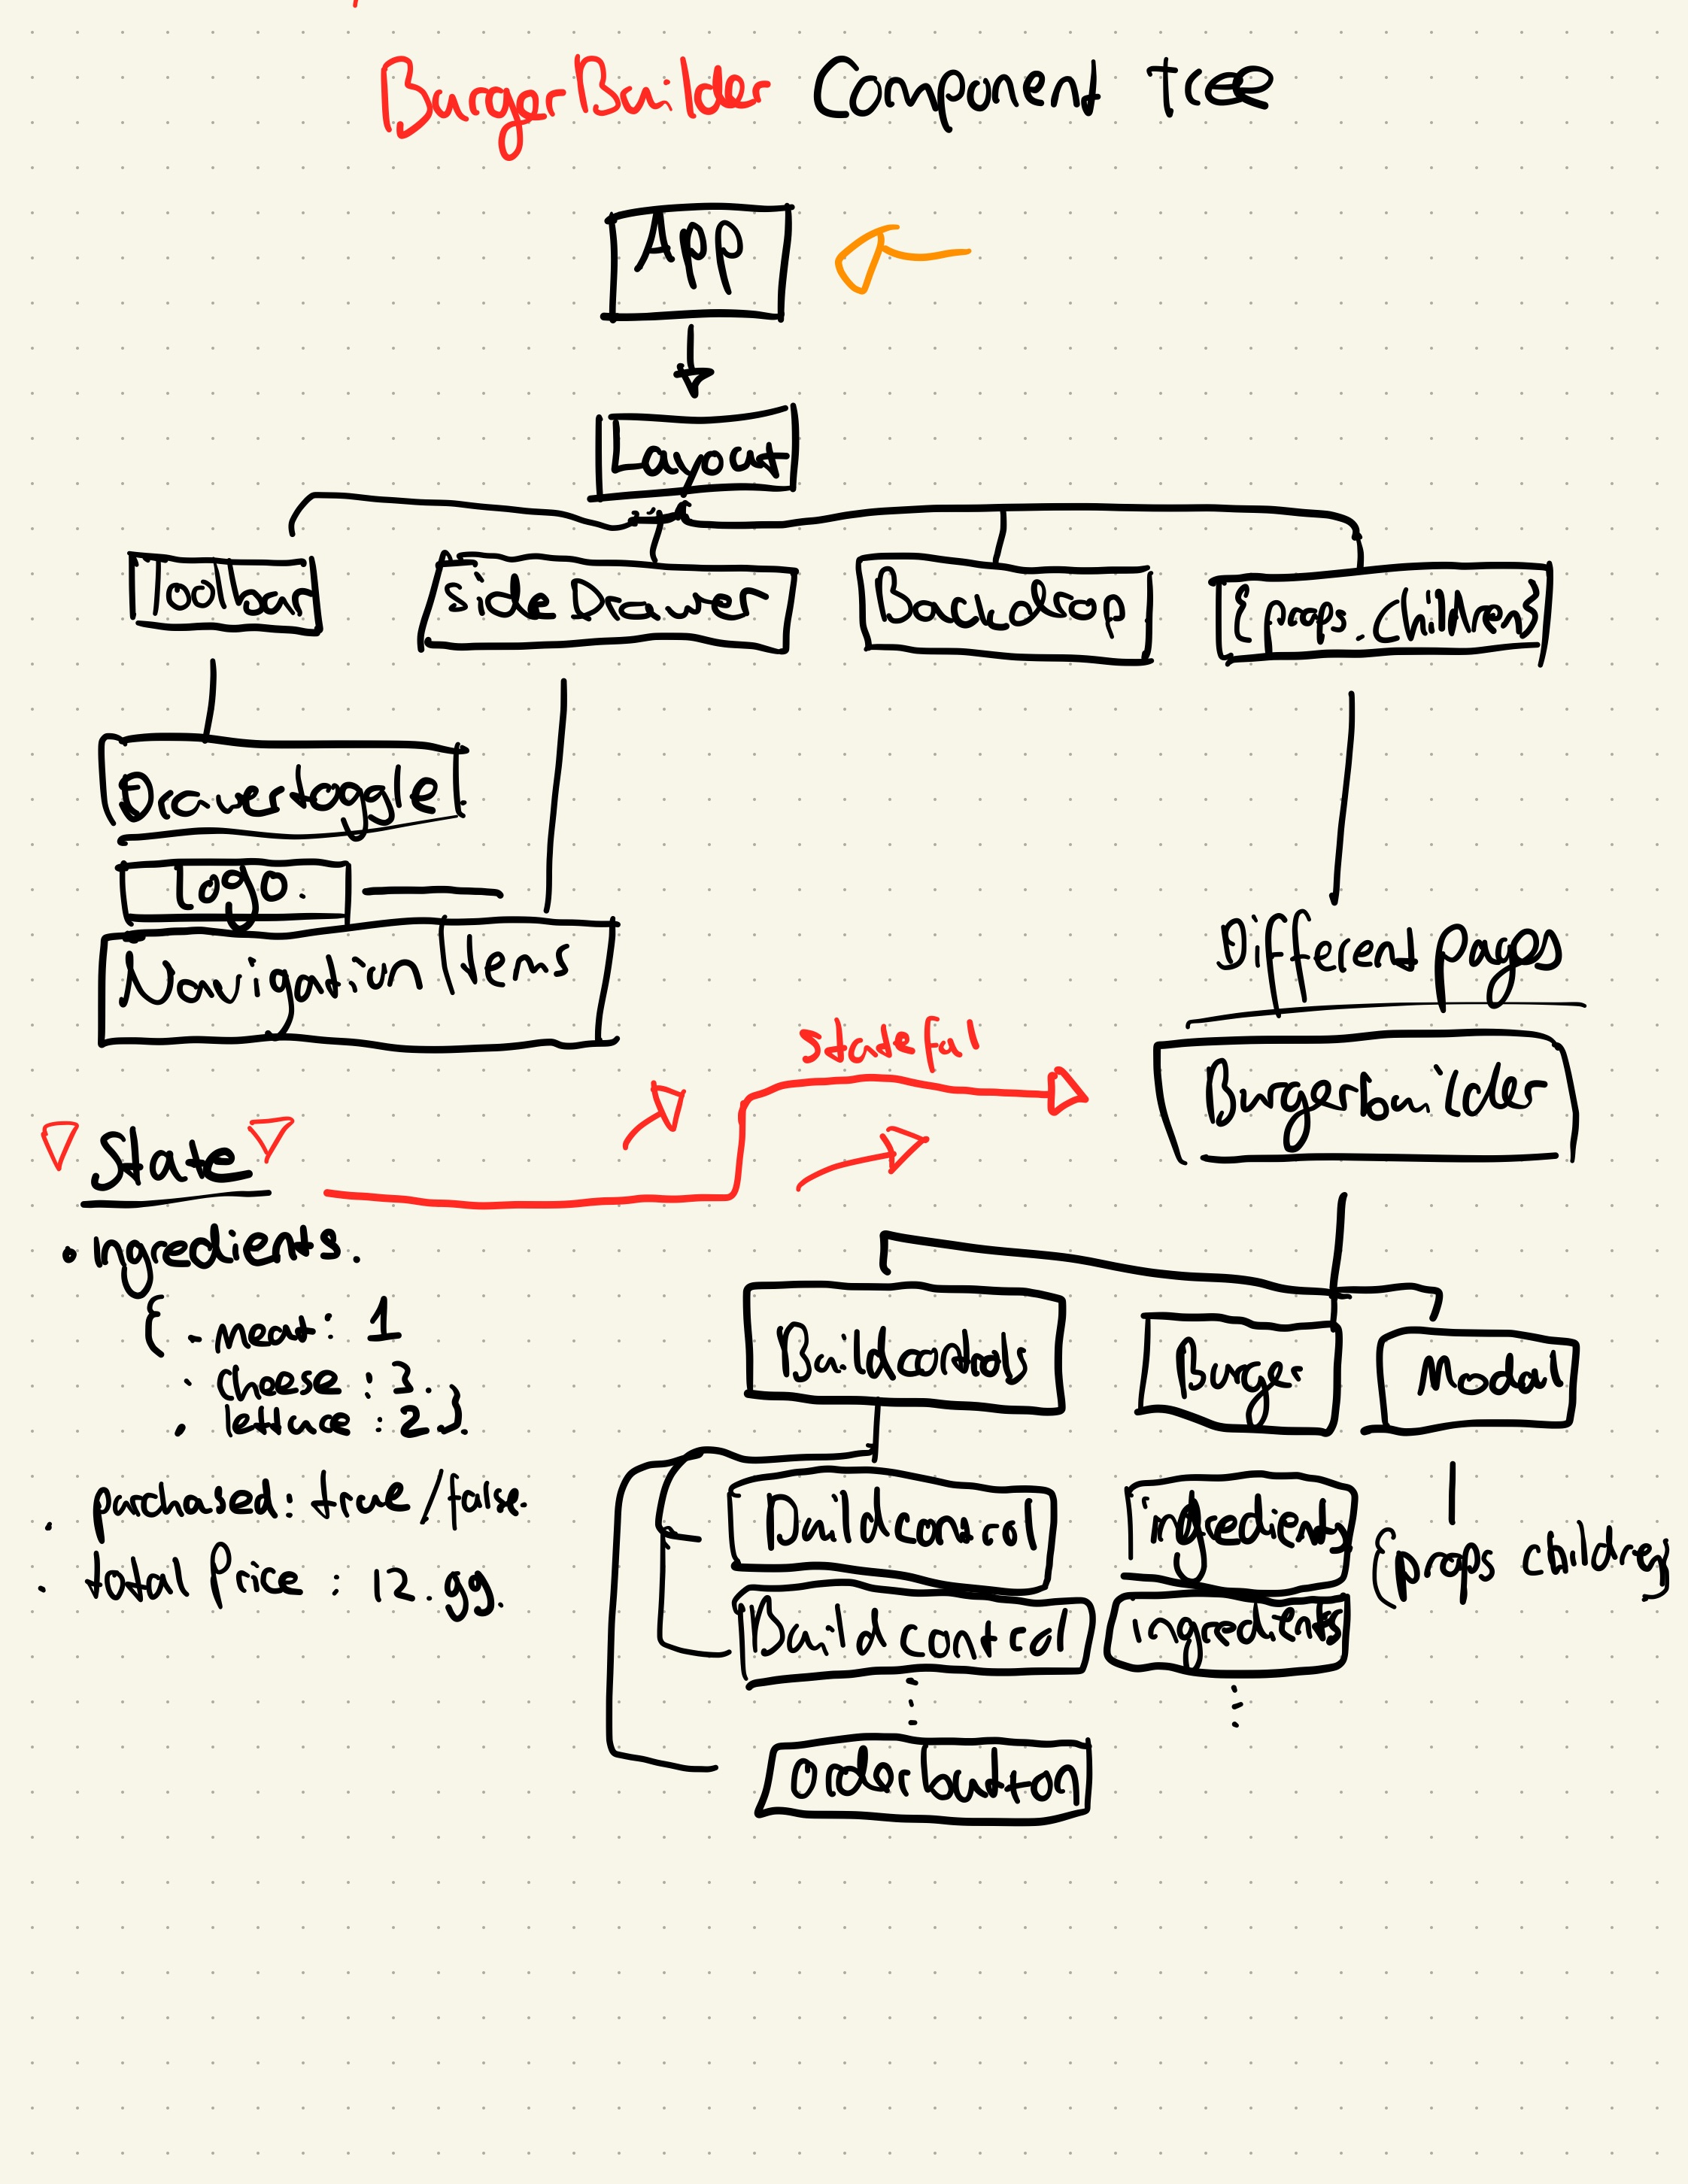 BurgerBuilder Component tree
App
Layout
Toolbar
SideDrawer
Backdrop
{props.children}
Drawertoggle
Logo.
Navigation Items
Different pages
stateful
Burgerbuilder
State
• ingredients.
{ . meat: 1
. cheese : 3.
. lettuce : 2 }.
. purchased: true/false.
. total Price : 12.99.
Buildcontrols
Burger
Modal
Buildcontrol
ingredients
{props children}
Buildcontrol
ingredients
orderbutton